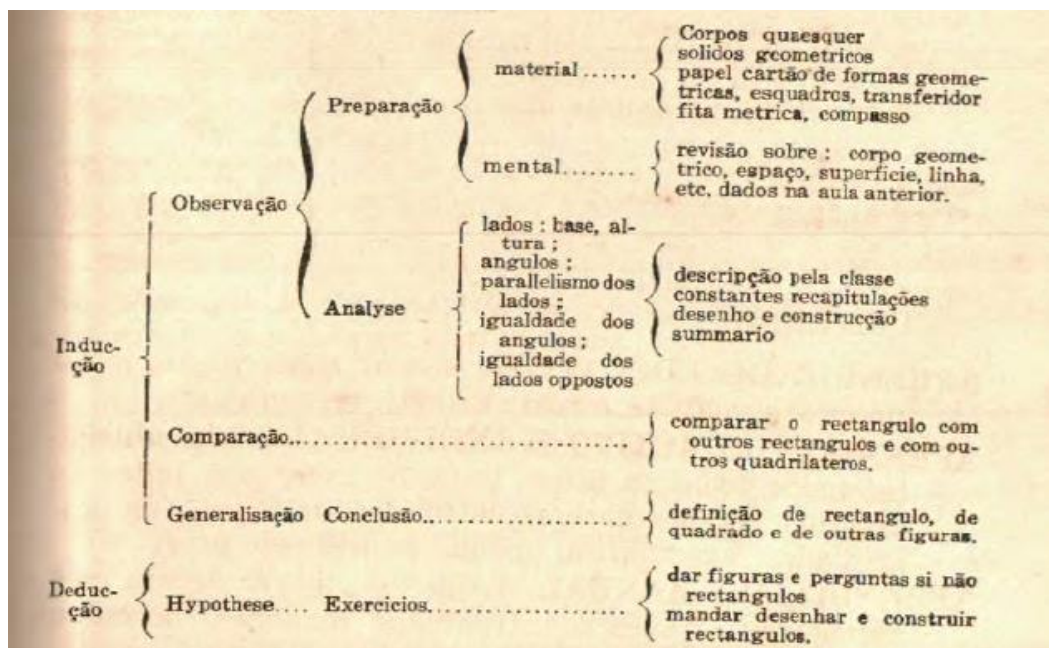 Corpos quaesquer
solidos geometricos
material...... papel cartão de formas geome-
tricas, esquadros, transferidor
Preparação
fita metrica, compasso
revisão sobre : corpo geome-
mental........ trico, espaço, superficie, linha,
etc. dados na aula anterior.
Observação
lados : base, al-
tura ;
angulos ;
parallelismo dos
lados ;
Analyse
igualdade dos
angulos ;
igualdade dos
lados oppostos
descripção pela classe
constantes recapitulações
desenho e construcção
summario
Inducção-
ção
Comparação.......................................
comparar o rectangulo com
outros rectangulos e com ou-
tros quadrilateros.
Generalisação Conclusão........................
definição de rectangulo, de
quadrado e de outras figuras.
Deduc-
ção
Hypothese.... Exercicios........................
dar figuras e perguntas si não
rectangulos
mandar desenhar e construir
rectangulos.